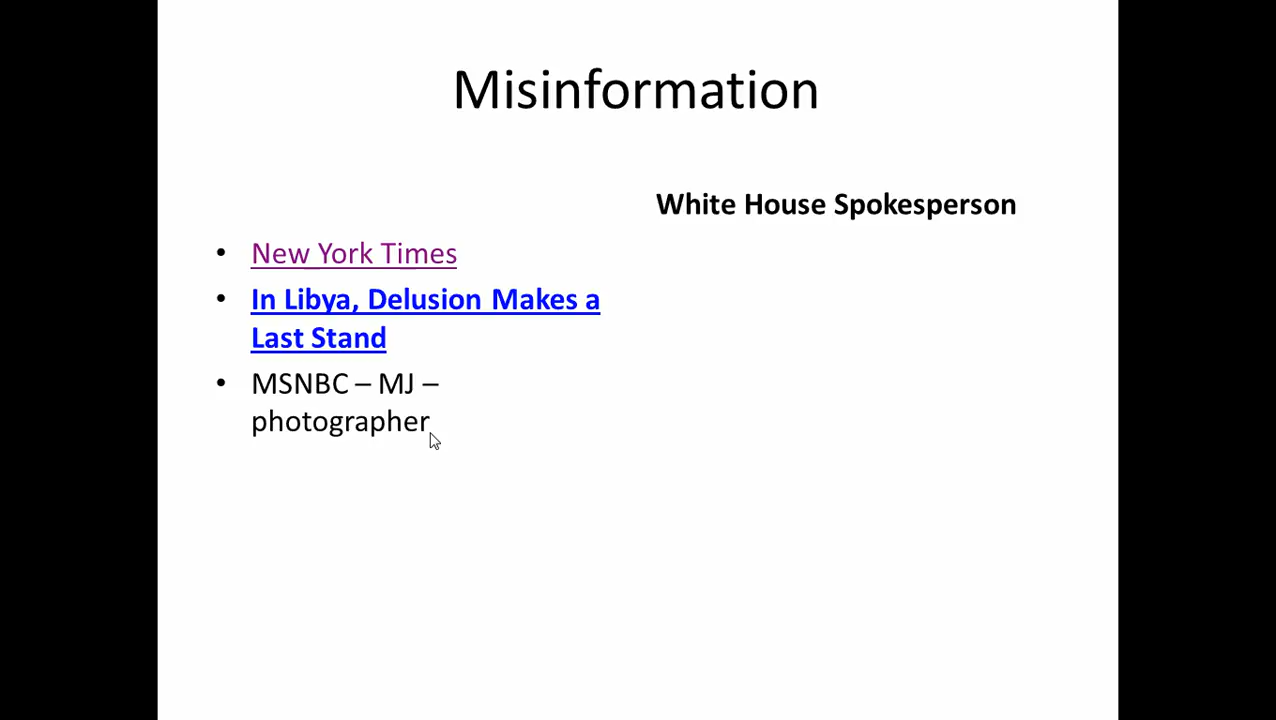 Misinformation
White House Spokesperson
• New York Times
• In Libya, Delusion Makes a
Last Stand
• MSNBC – MJ –
photographer